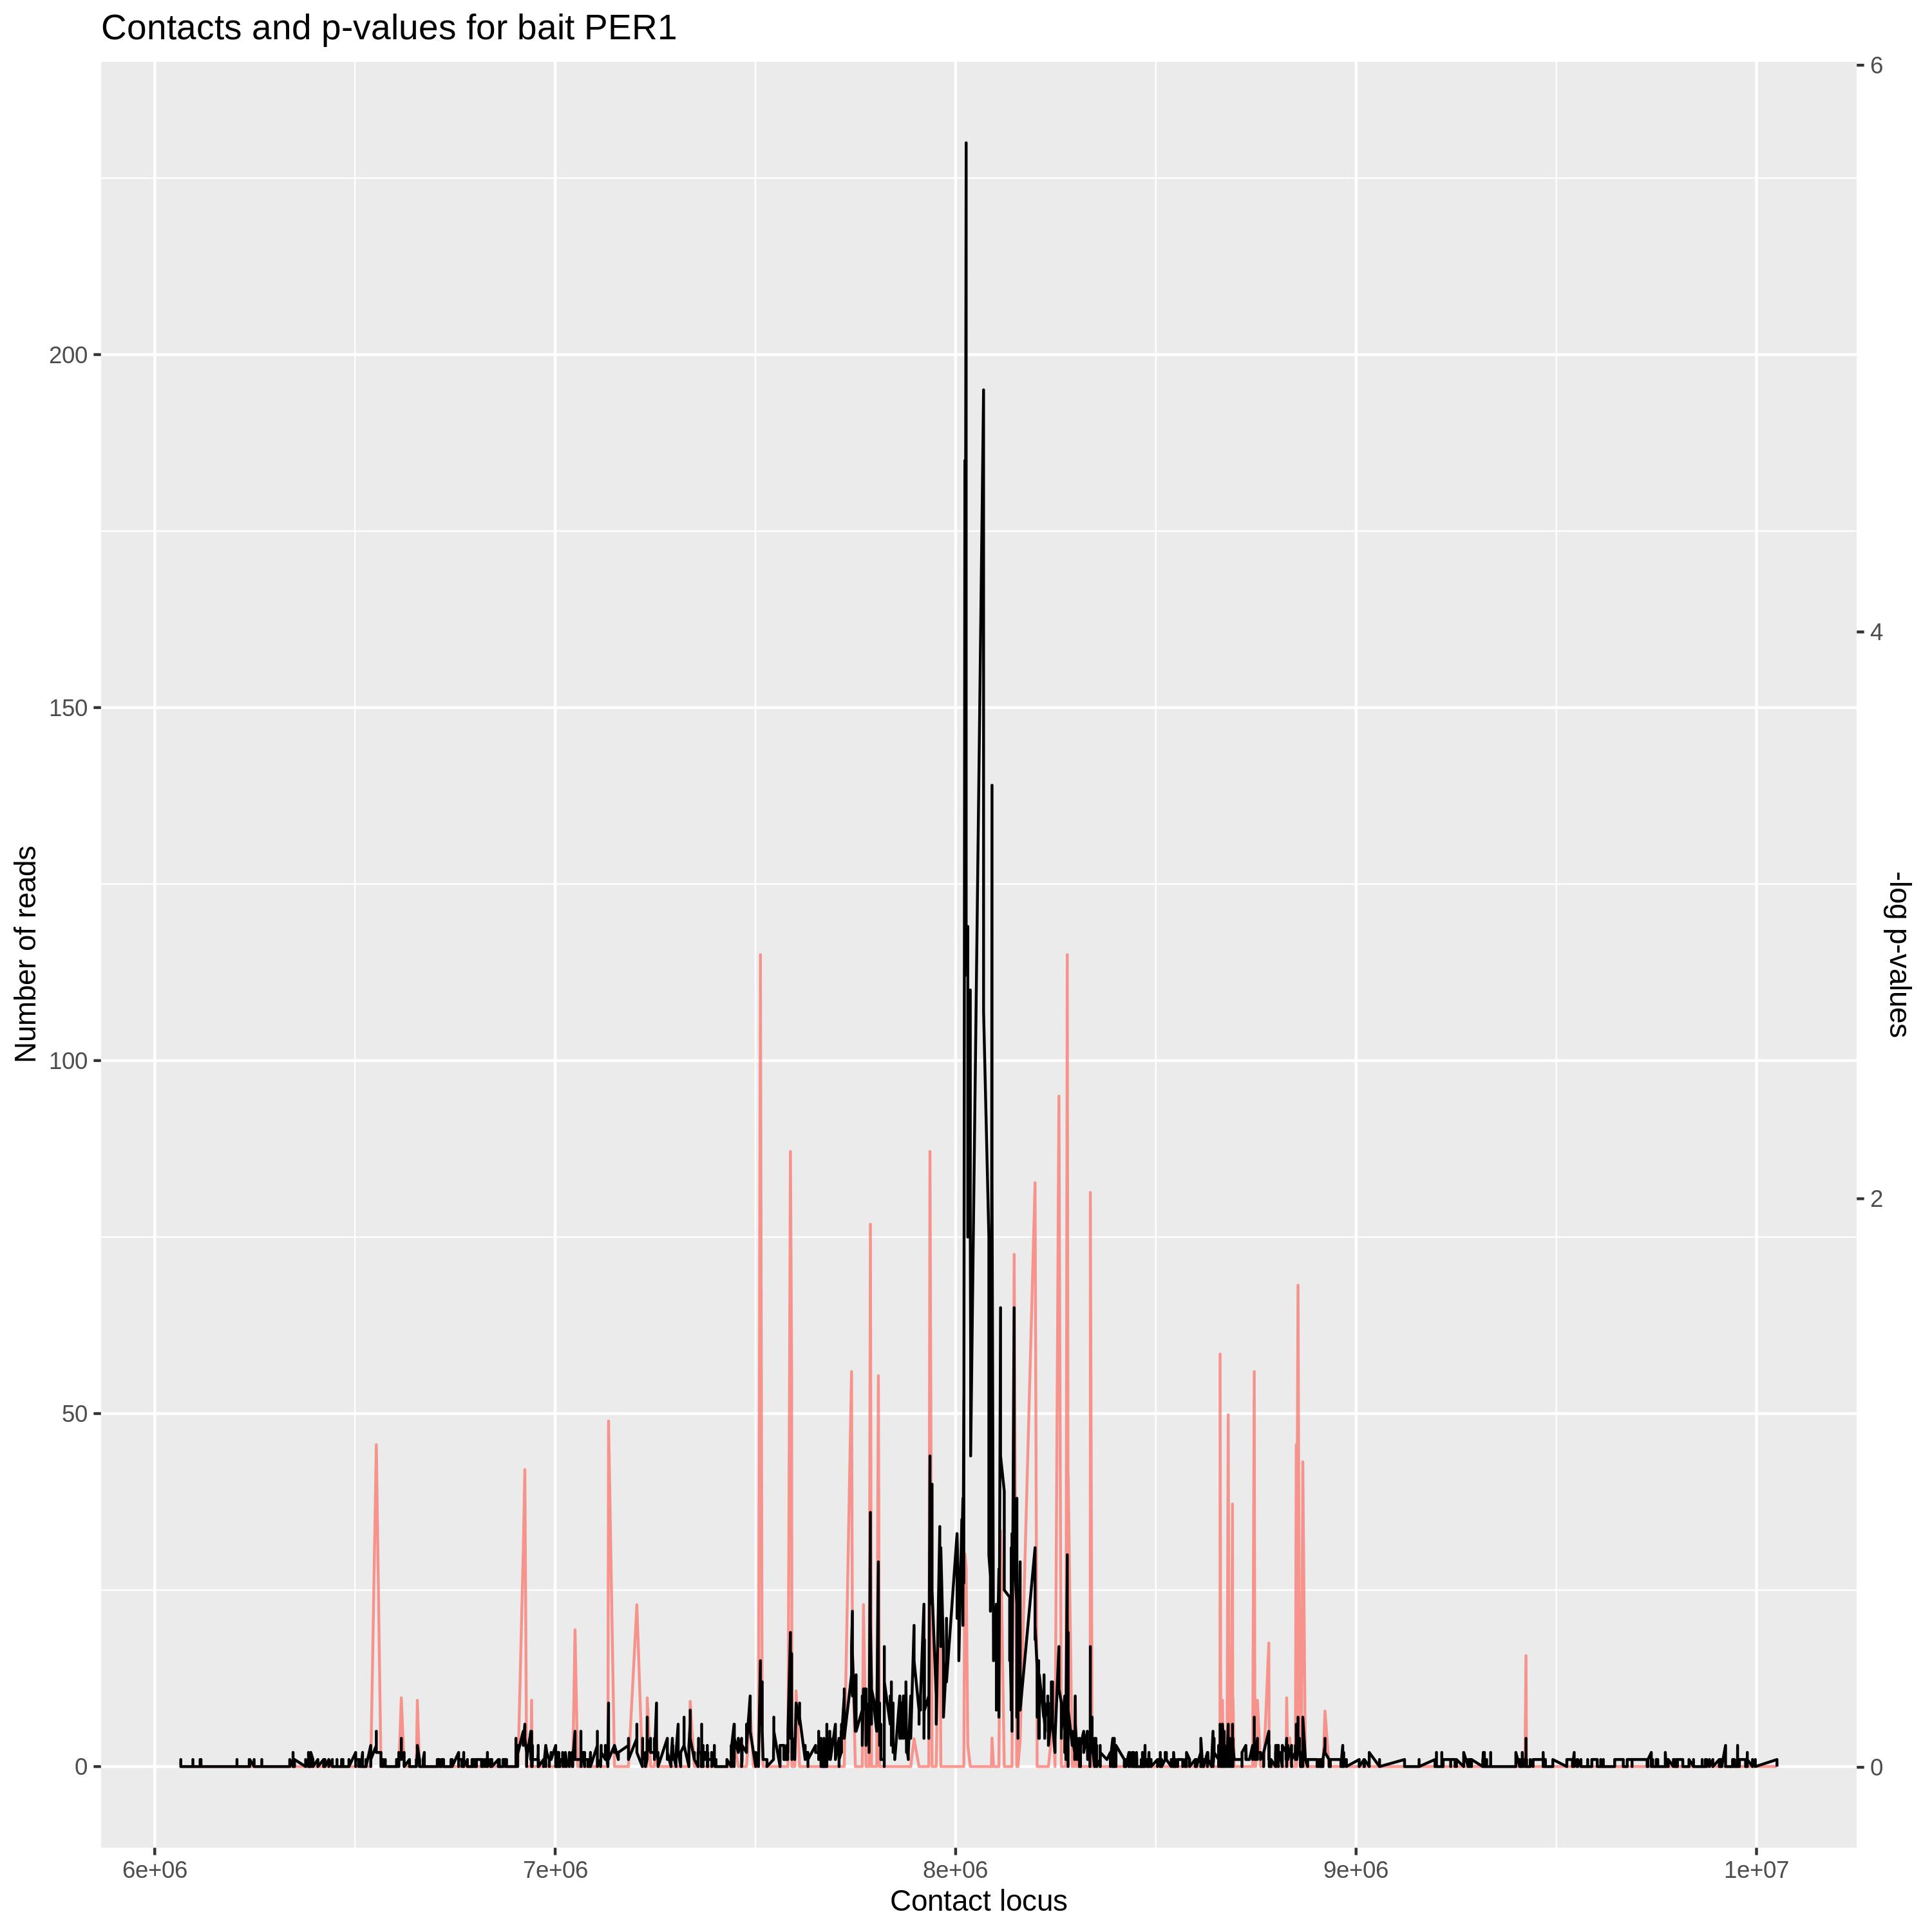 Contacts and p-values for bait PER1
6
200
4
150
Number of reads
-log p-values
100
2
50
0
0
6e+06
7e+06
8e+06
9e+06
1e+07
Contact locus